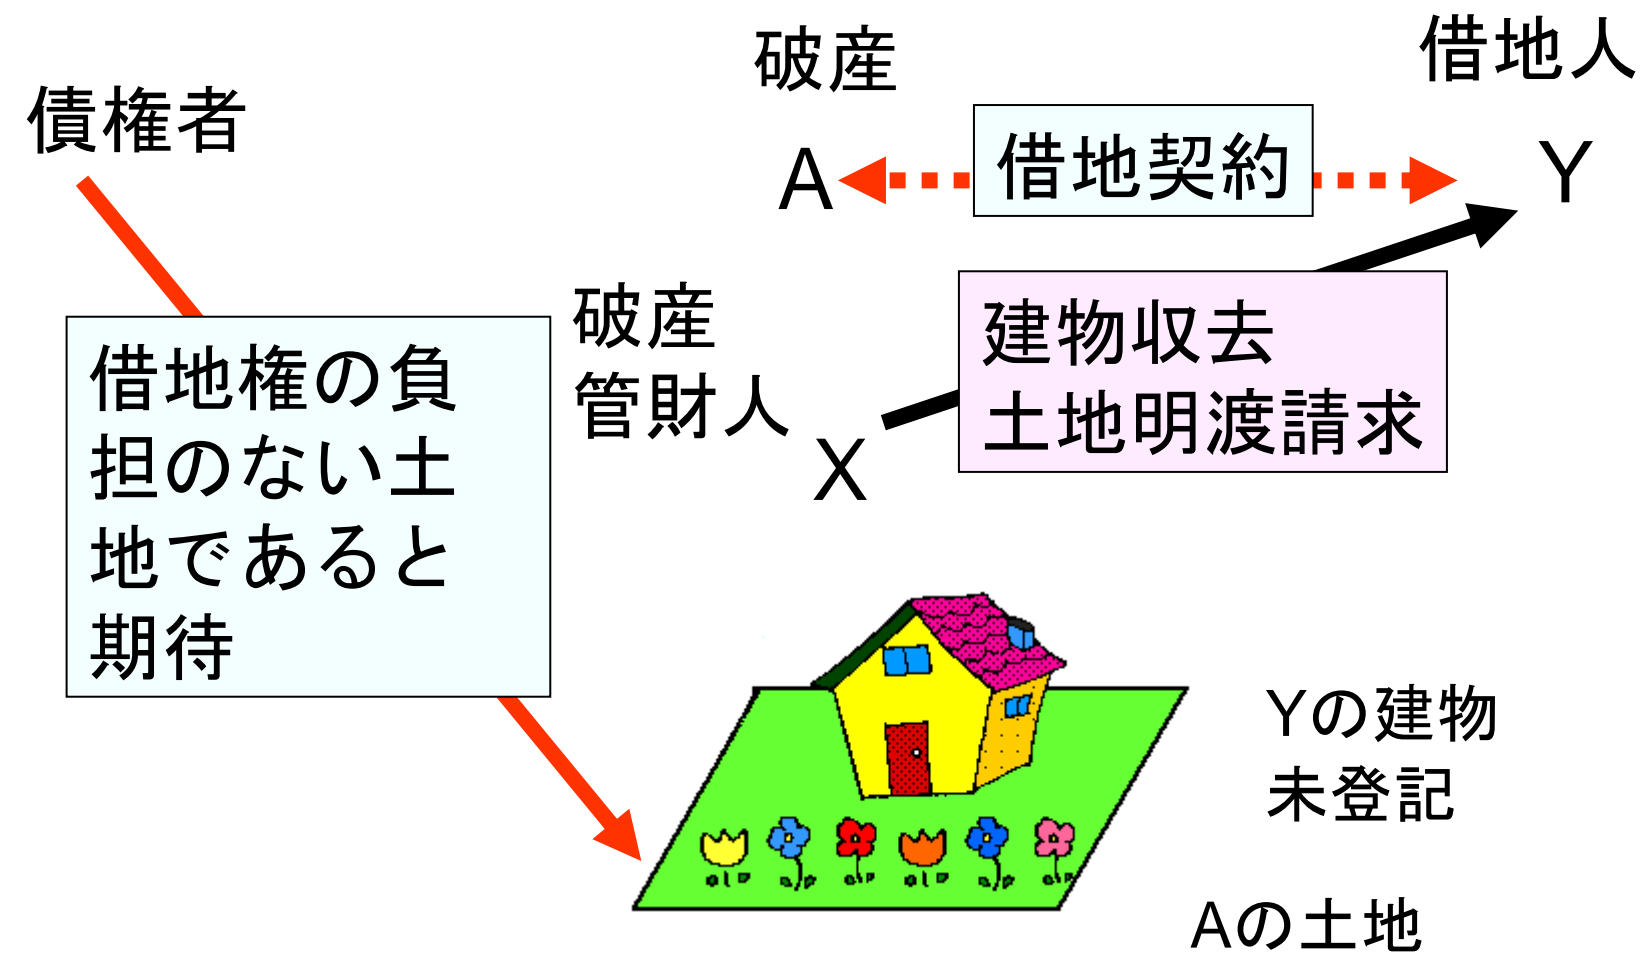 破産
借地人
債権者
借地契約
A
Y
破産
管財人
X
建物収去
土地明渡請求
借地権の負
担のない土
地であると
期待
Yの建物
未登記
Aの土地